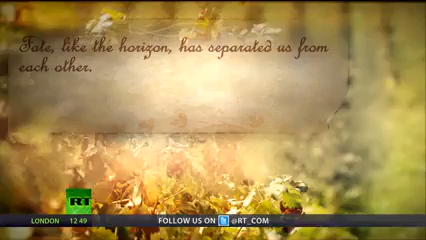 Fate, like the horizon, has separated us from
each other.
RT
LONDON 12:49 FOLLOW US ON @RT_COM